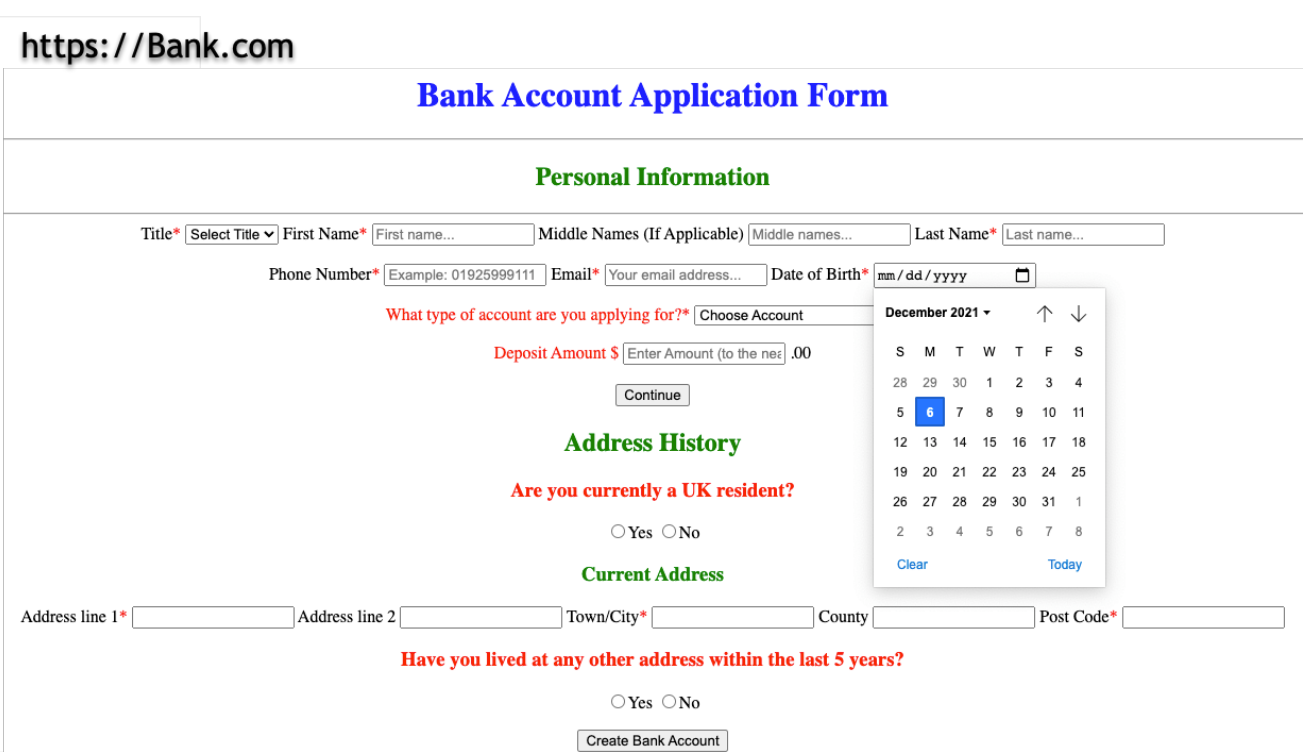 https://Bank.com
Bank Account Application Form
Personal Information
Title* Select Title First Name* First name... Middle Names (If Applicable) Middle names... Last Name* Last name...
Phone Number* Example: 01925999111 Email* Your email address... Date of Birth* mm/dd/yyyy
What type of account are you applying for?* Choose Account
Deposit Amount $ Enter Amount (to the nea .00
Continue
December 2021
S M T W T F S
28 29 30 1 2 3 4
5 6 7 8 9 10 11
12 13 14 15 16 17 18
19 20 21 22 23 24 25
26 27 28 29 30 31 1
2 3 4 5 6 7 8
Clear Today
Address History
Are you currently a UK resident?
Yes No
Current Address
Address line 1* Address line 2 Town/City* County Post Code*
Have you lived at any other address within the last 5 years?
Yes No
Create Bank Account